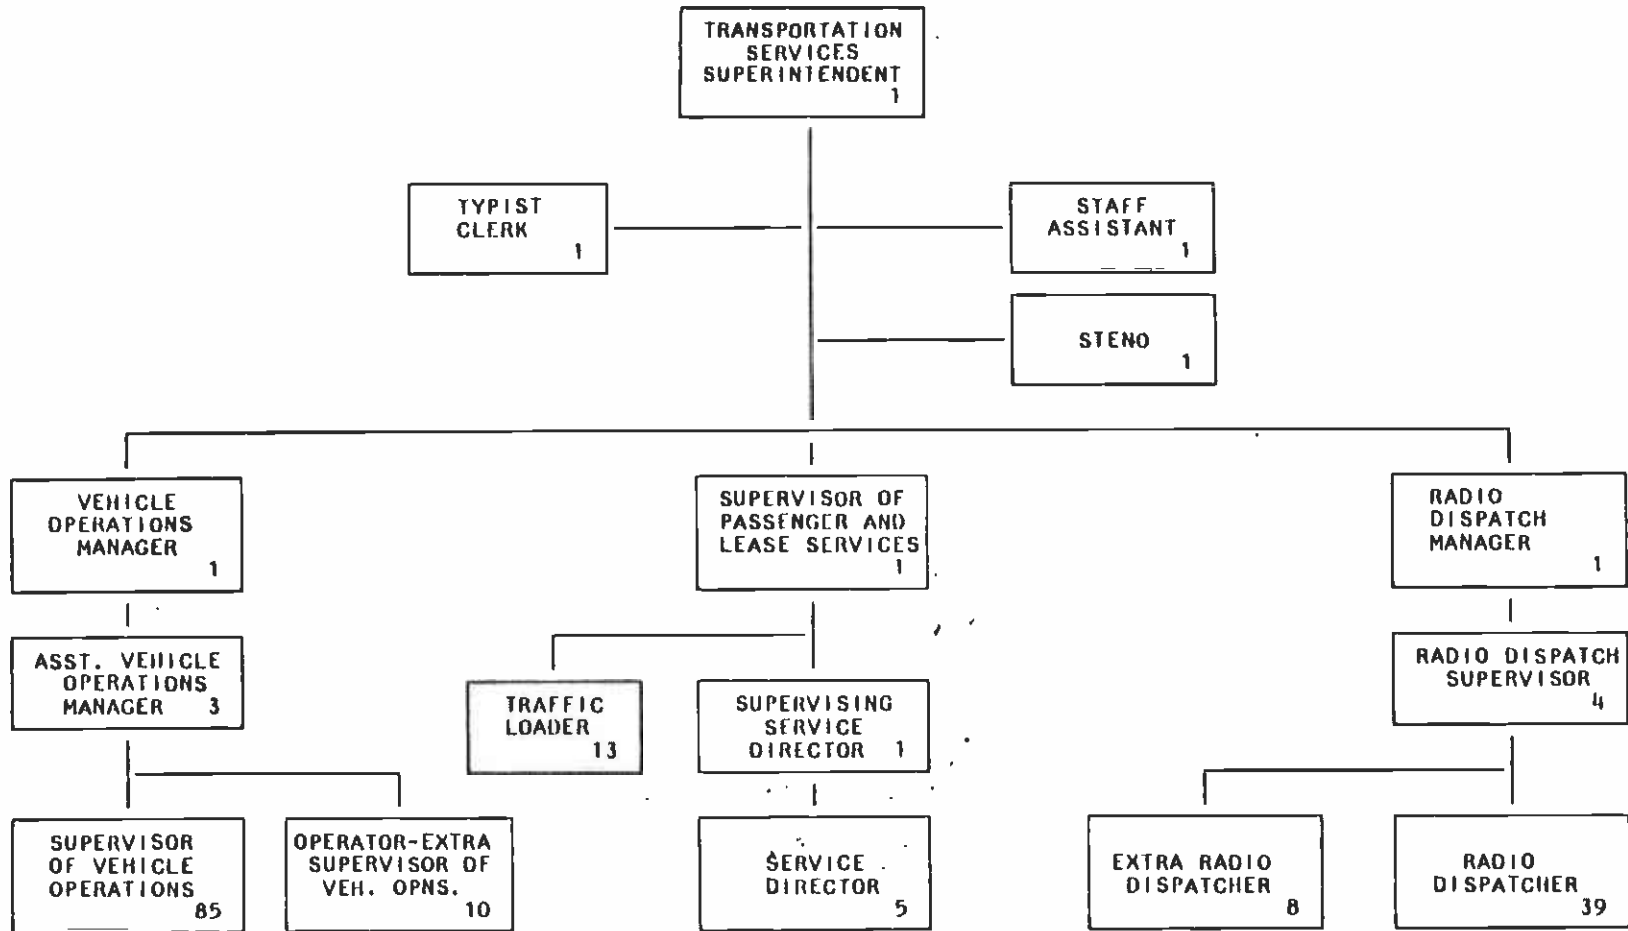 TRANSPORTATION
SERVICES
SUPERINTENDENT
1
TYPIST
CLERK
1
STAFF
ASSISTANT
1
STENO
1
VEHICLE
OPERATIONS
MANAGER
1
SUPERVISOR OF
PASSENGER AND
LEASE SERVICES
1
RADIO
DISPATCH
MANAGER
1
ASST. VEHICLE
OPERATIONS
MANAGER 3
TRAFFIC
LOADER
13
SUPERVISING
SERVICE
DIRECTOR 1
RADIO DISPATCH
SUPERVISOR
4
SUPERVISOR
OF VEHICLE
OPERATIONS
85
OPERATOR-EXTRA
SUPERVISOR OF
VEH. OPNS.
10
SERVICE
DIRECTOR
5
EXTRA RADIO
DISPATCHER
8
RADIO
DISPATCHER
39